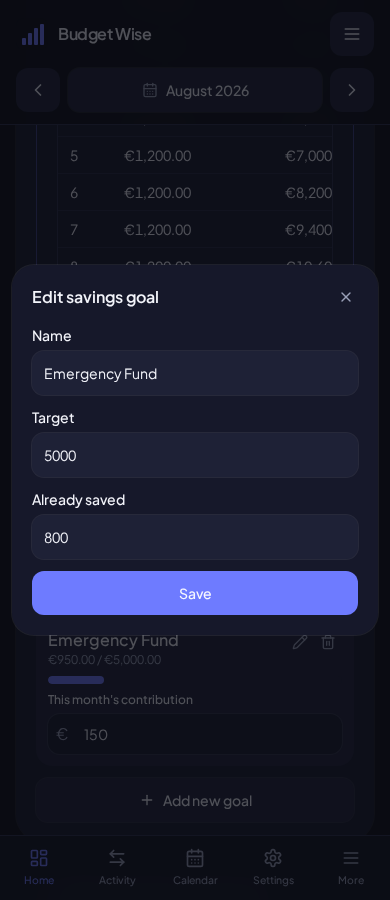 Budget Wise
August 2026
5 €1,200.00 €7,000
6 €1,200.00 €8,200
7 €1,200.00 €9,400
Edit savings goal
Name
Emergency Fund
Target
5000
Already saved
800
Save
Emergency Fund
€950.00 / €5,000.00
This month's contribution
€ 150
+ Add new goal
Home Activity Calendar Settings More